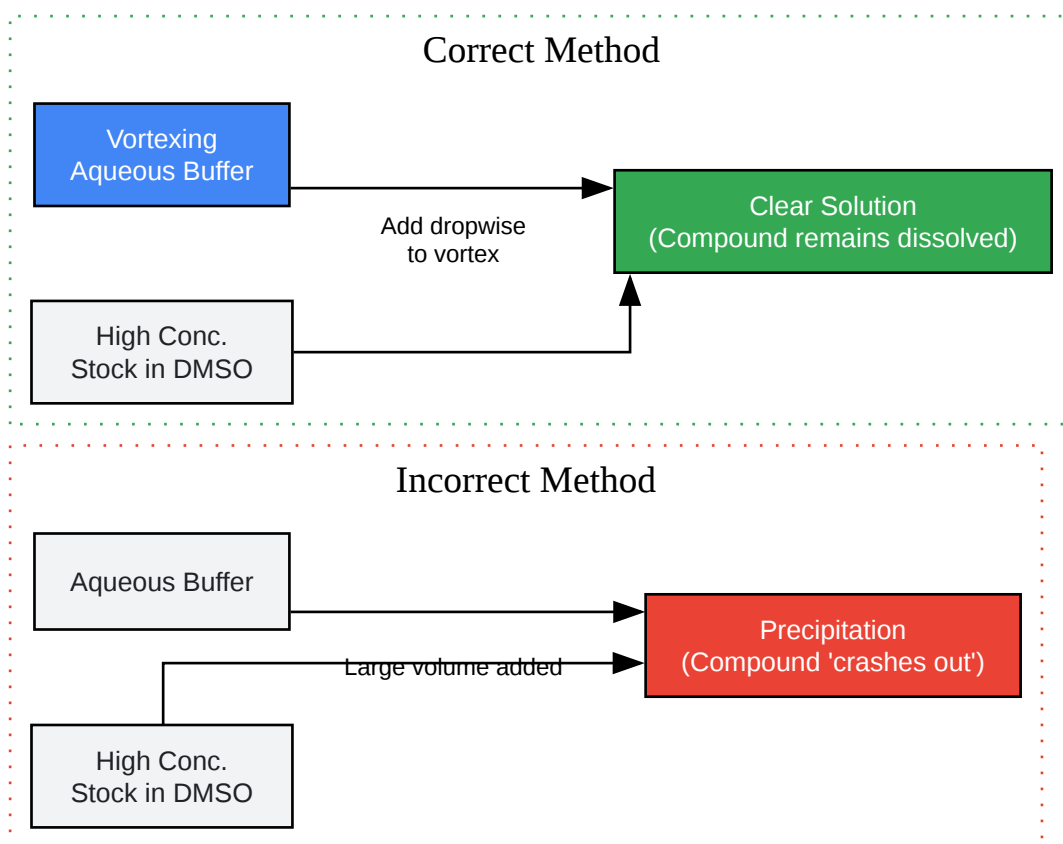 Correct Method
Vortexing
Aqueous Buffer
Add dropwise
to vortex
Clear Solution
(Compound remains dissolved)
High Conc.
Stock in DMSO
Incorrect Method
Aqueous Buffer
Large volume added
Precipitation
(Compound 'crashes out')
High Conc.
Stock in DMSO